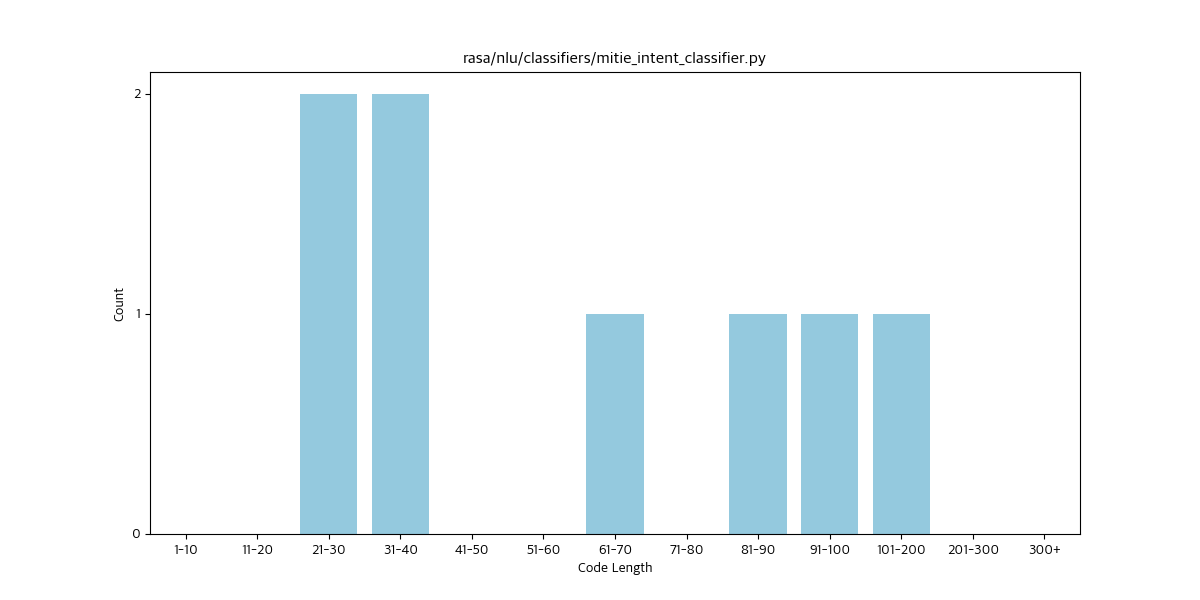 rasa/nlu/classifiers/mitie_intent_classifier.py
2
1
0
Count
1-10 11-20 21-30 31-40 41-50 51-60 61-70 71-80 81-90 91-100 101-200 201-300 300+
Code Length